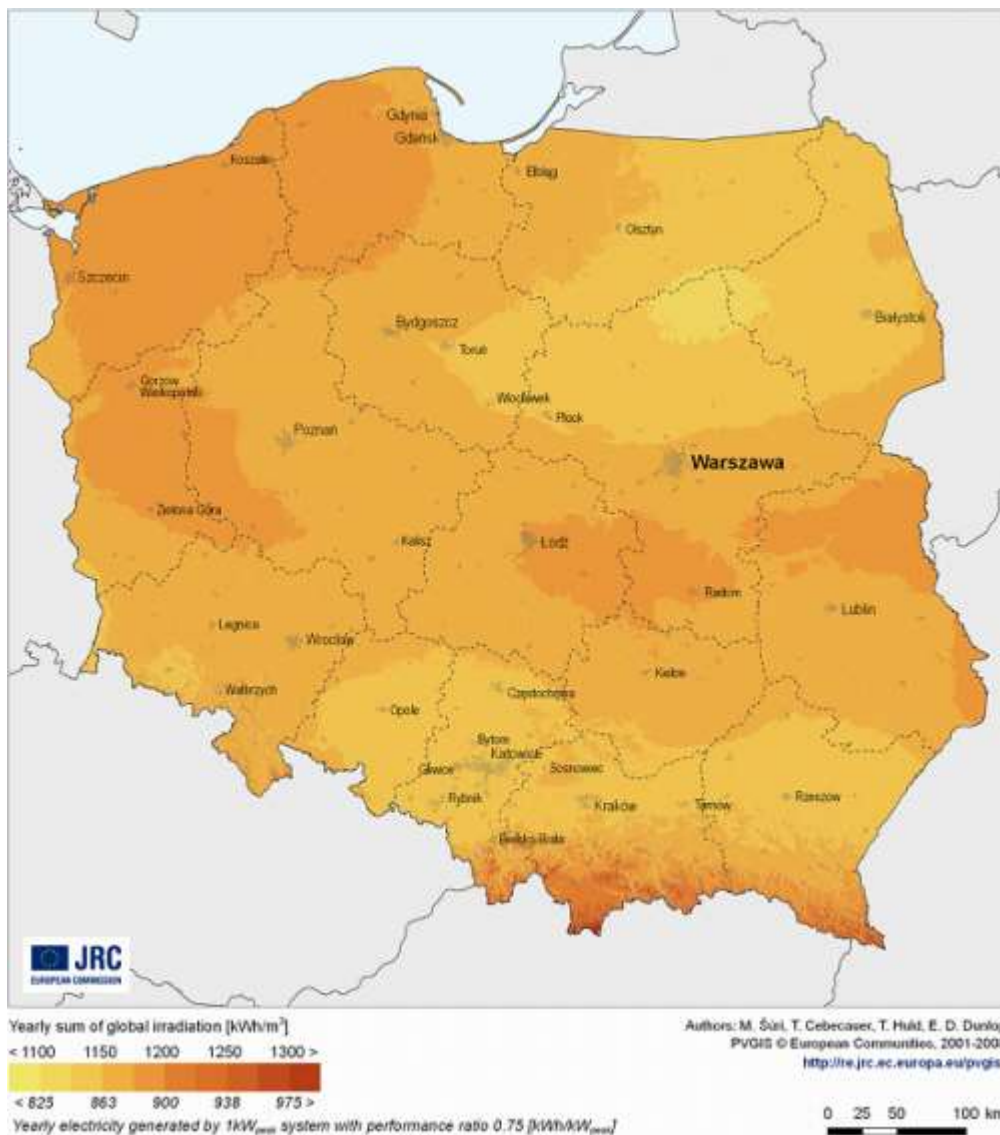 Gdynia
Gdańsk
Koszalin
Elbląg
Olsztyn
Szczecin
Białystok
Bydgoszcz
Toruń
Gorzów
Wielkopolski
Włocławek
Płock
Poznań
Warszawa
Zielona Góra
Kalisz
Łódź
Radom
Lublin
Legnica
Wrocław
Kielce
Wałbrzych
Częstochowa
Opole
Bytom
Katowice
Gliwice
Sosnowiec
Rybnik
Kraków
Tarnów
Rzeszów
Bielsko-Biała
JRC
EUROPEAN COMMISSION
Yearly sum of global irradiation [kWh/m²]
< 1100 1150 1200 1250 1300 >
< 825 863 900 938 975 >
Yearly electricity generated by 1kWpeak system with performance ratio 0.75 [kWh/kWpeak]
Authors: M. Šúri, T. Cebecauer, T. Huld, E. D. Dunlop
PVGIS © European Communities, 2001-2008
http://re.jrc.ec.europa.eu/pvgis
0 25 50 100 km